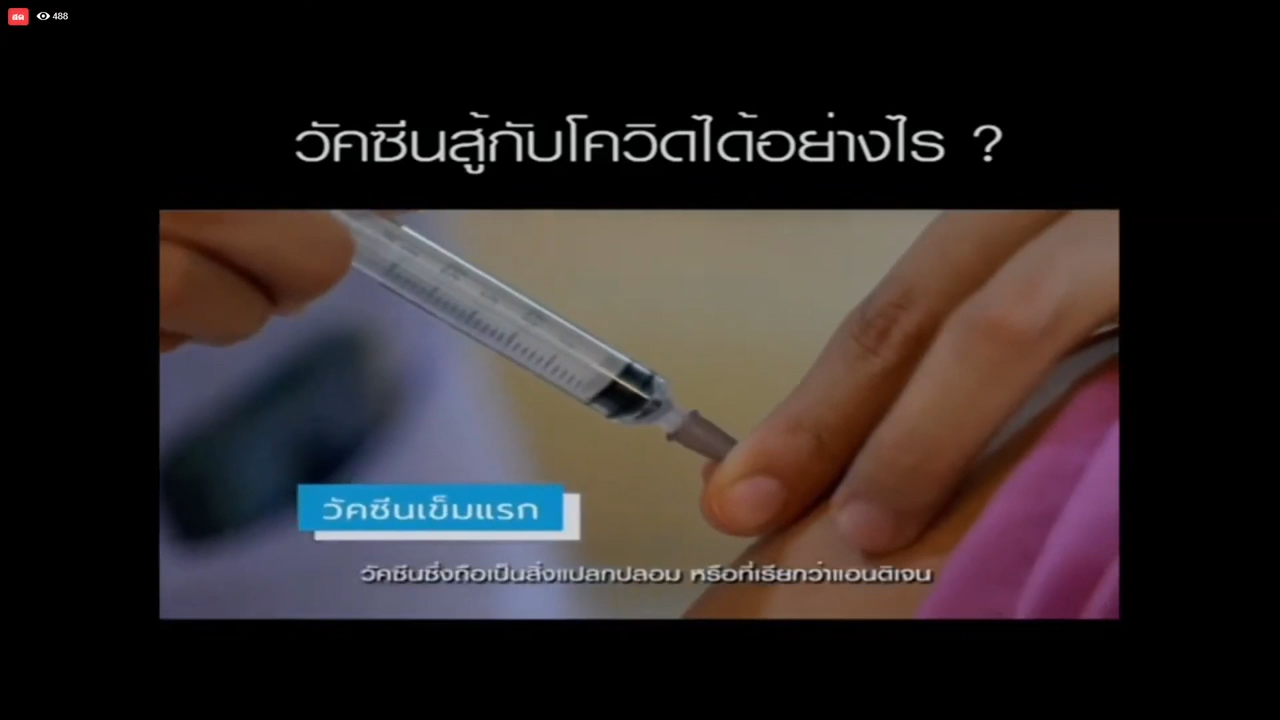 สด 488
วัคซีนสู้กับโควิดได้อย่างไร ?
วัคซีนเข็มแรก
วัคซีนซึ่งถือเป็นสิ่งแปลกปลอม หรือที่เรียกว่าแอนติเจน